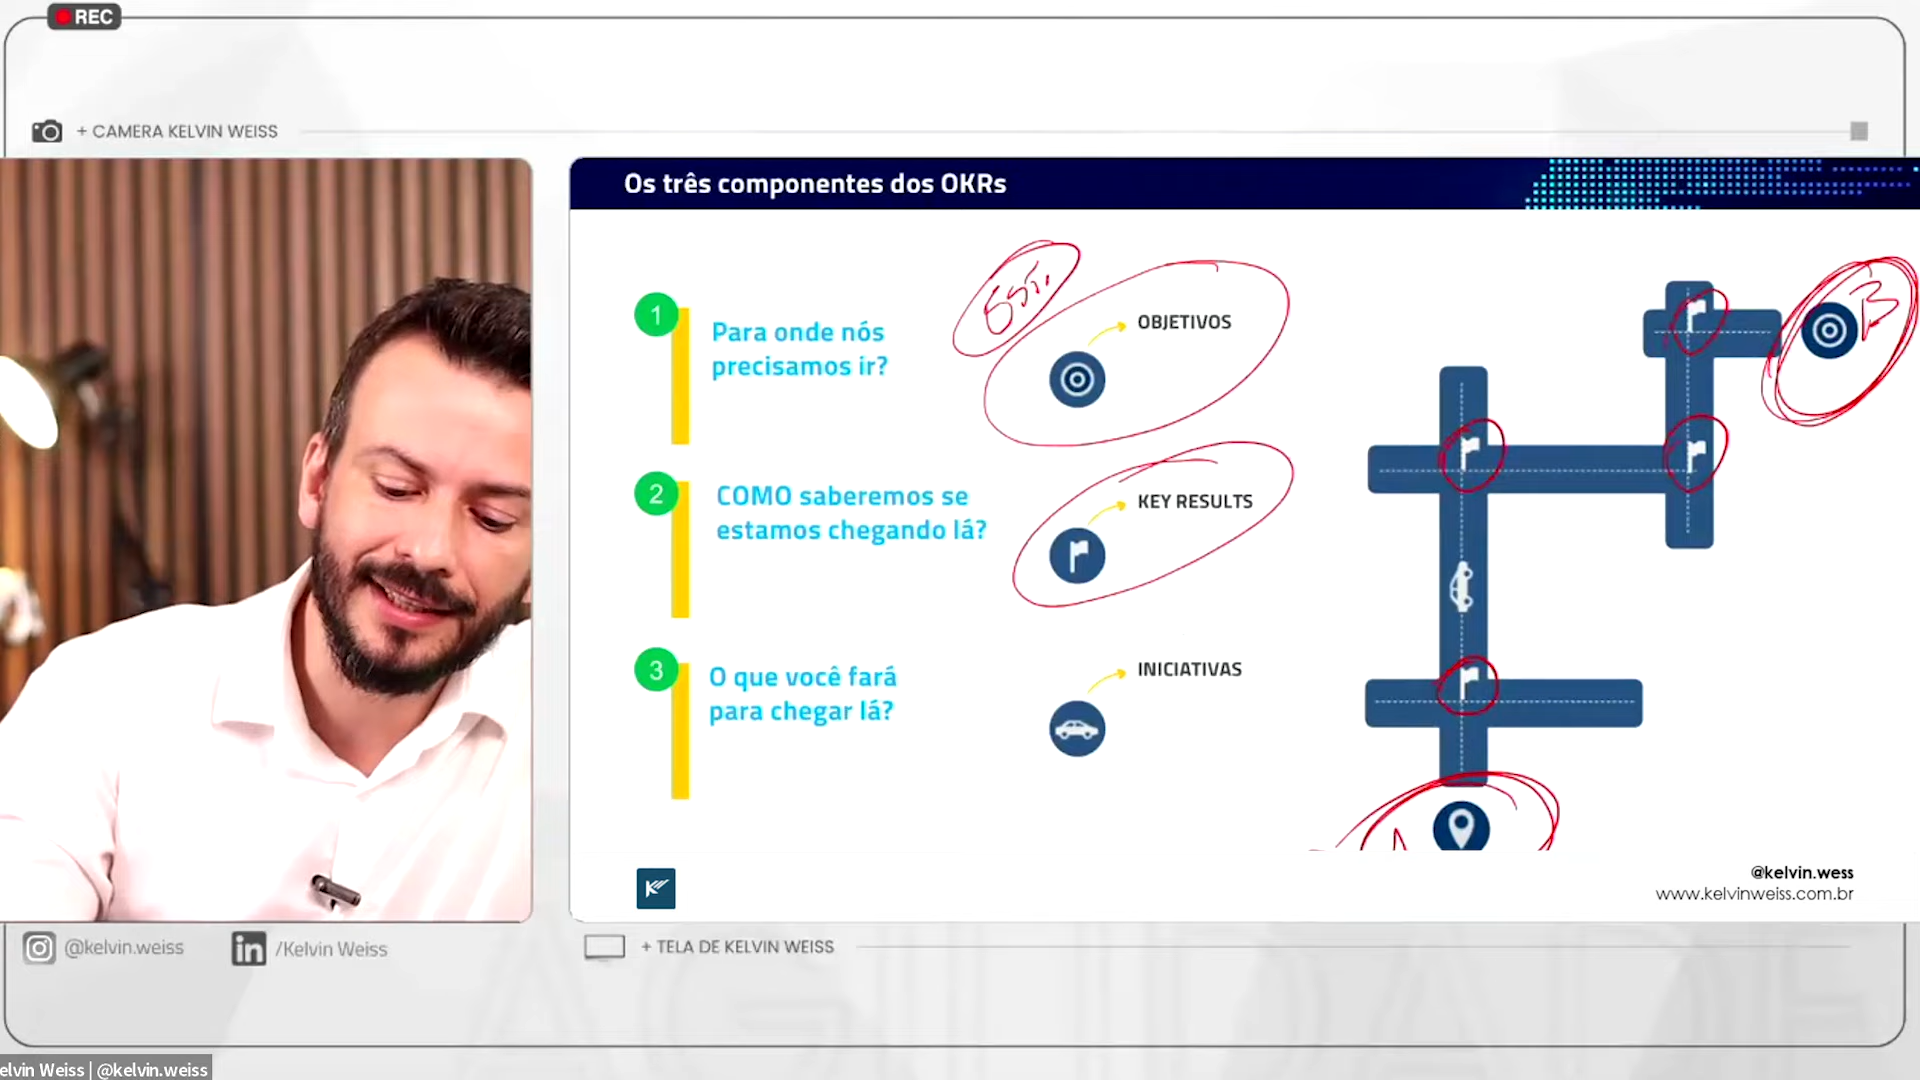 REC
+ CAMERA KELVIN WEISS
Os três componentes dos OKRs
1
Para onde nós
precisamos ir?
OBJETIVOS
2
COMO saberemos se
estamos chegando lá?
KEY RESULTS
3
O que você fará
para chegar lá?
INICIATIVAS
B
A
@kelvin.wess
www.kelvinweiss.com.br
@kelvin.weiss
in
/Kelvin Weiss
+ TELA DE KELVIN WEISS
elvin Weiss | @kelvin.weiss